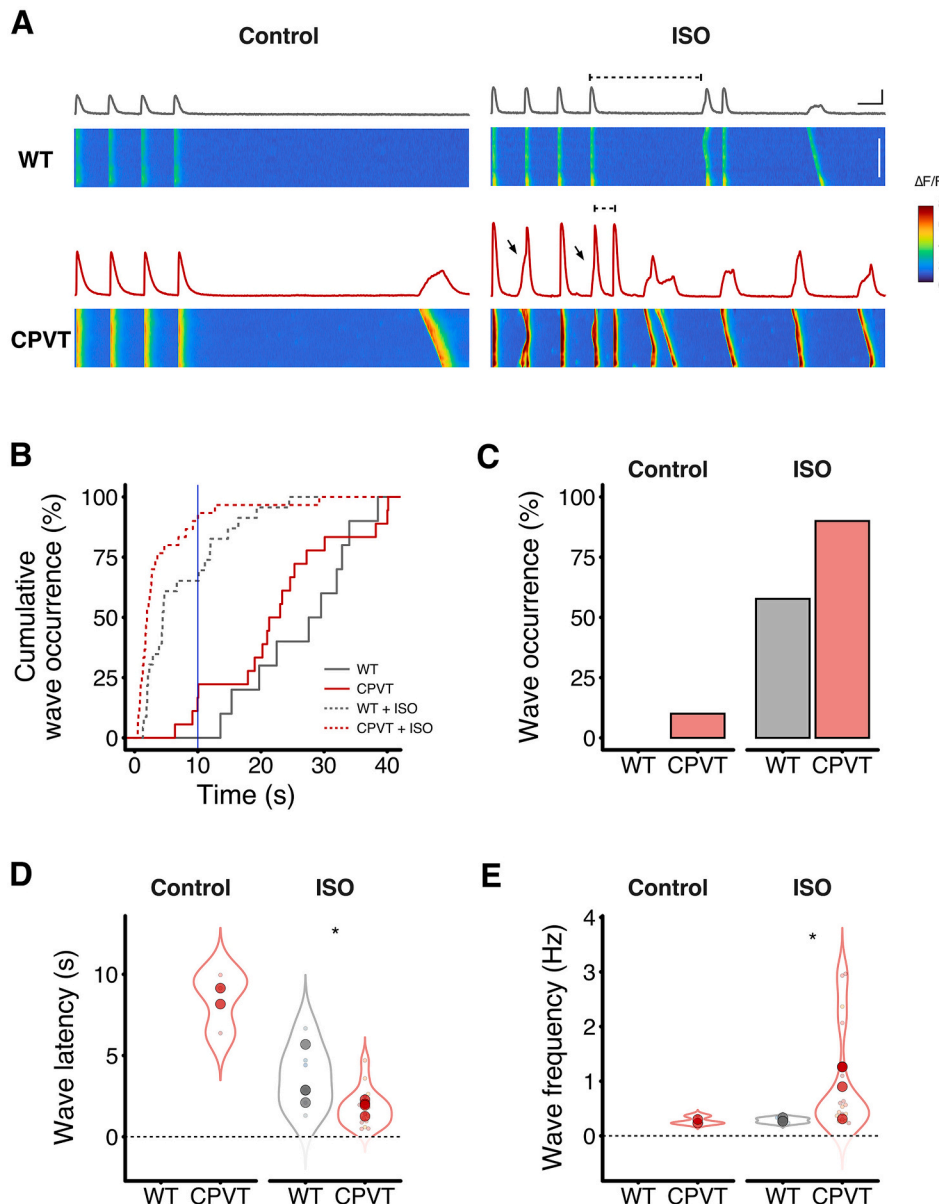 A
Control
ISO
WT
ΔF/F
CPVT
B
Cumulative
wave occurrence (%)
100
75
50
25
0
WT
CPVT
WT + ISO
CPVT + ISO
0 10 20 30 40
Time (s)
C
Control ISO
Wave occurrence (%)
100
75
50
25
0
WT CPVT WT CPVT
D
Control ISO
Wave latency (s)
10
5
0
*
WT CPVT WT CPVT
E
Control ISO
Wave frequency (Hz)
4
3
2
1
0
*
WT CPVT WT CPVT